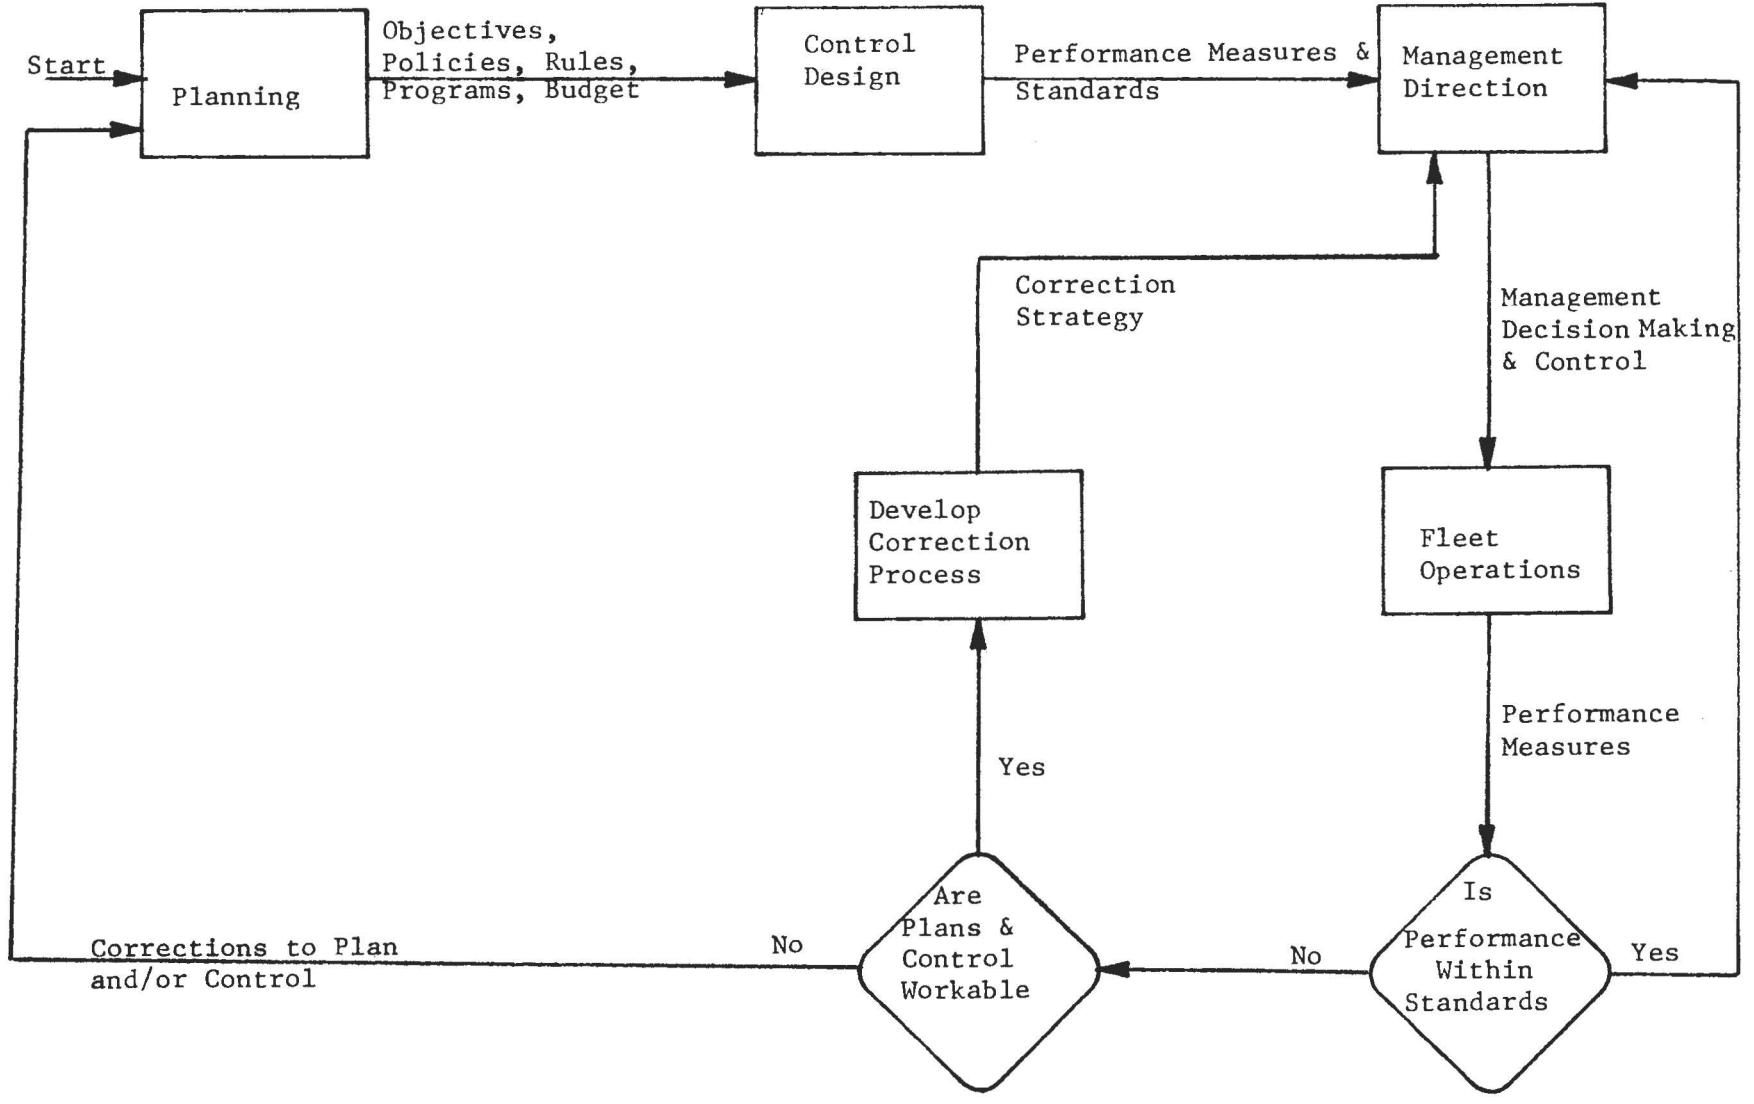 Start
Planning
Objectives,
Policies, Rules,
Programs, Budget
Control
Design
Performance Measures &
Standards
Management
Direction
Correction
Strategy
Management
Decision Making
& Control
Develop
Correction
Process
Fleet
Operations
Performance
Measures
Yes
Are
Plans &
Control
Workable
Is
Performance
Within
Standards
Yes
No
No
Corrections to Plan
and/or Control